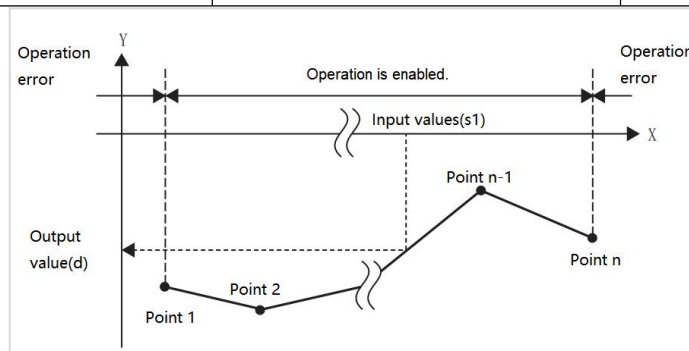 Y
Operation
error
Operation is enabled.
Operation
error
Input values(s1)
X
Point n-1
Output
value(d)
Point n
Point 2
Point 1